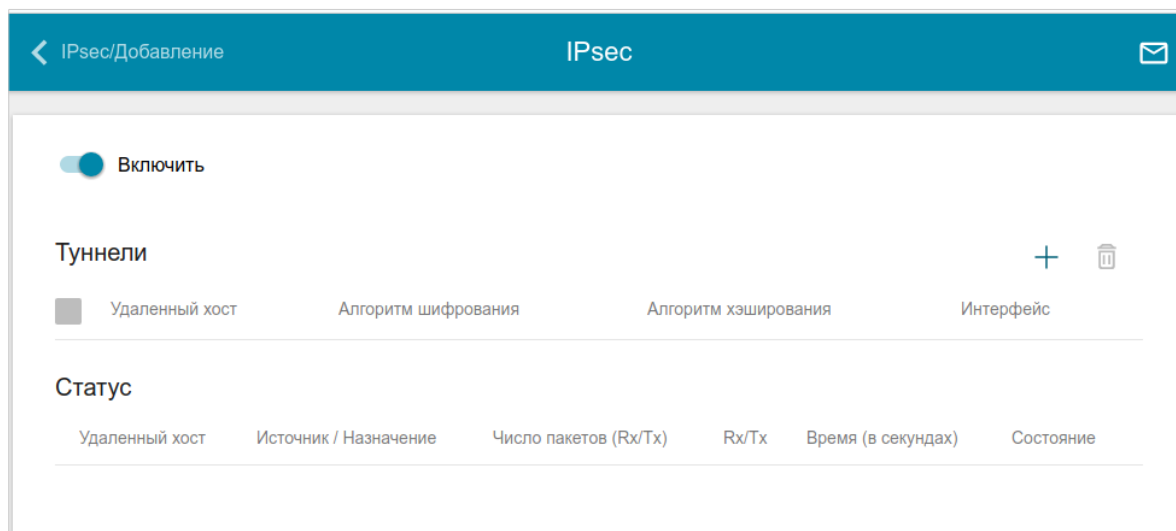 IPsec/Добавление IPsec
Включить
Туннели
Удаленный хост Алгоритм шифрования Алгоритм хэширования Интерфейс
Статус
Удаленный хост Источник / Назначение Число пакетов (Rx/Tx) Rx/Tx Время (в секундах) Состояние